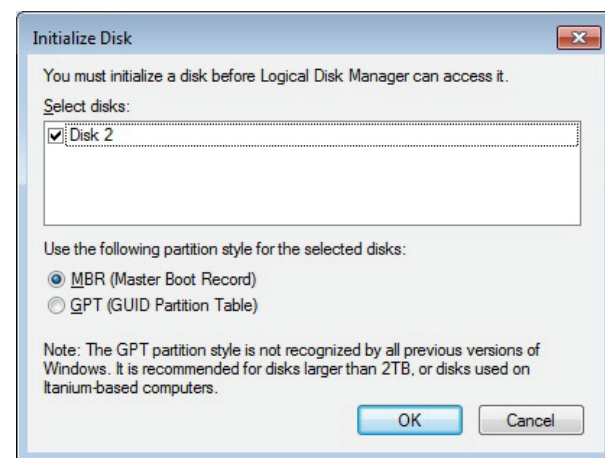 Initialize Disk
You must initialize a disk before Logical Disk Manager can access it.
Select disks:
Disk 2
Use the following partition style for the selected disks:
MBR (Master Boot Record)
GPT (GUID Partition Table)
Note: The GPT partition style is not recognized by all previous versions of
Windows. It is recommended for disks larger than 2TB, or disks used on
Itanium-based computers.
OK Cancel